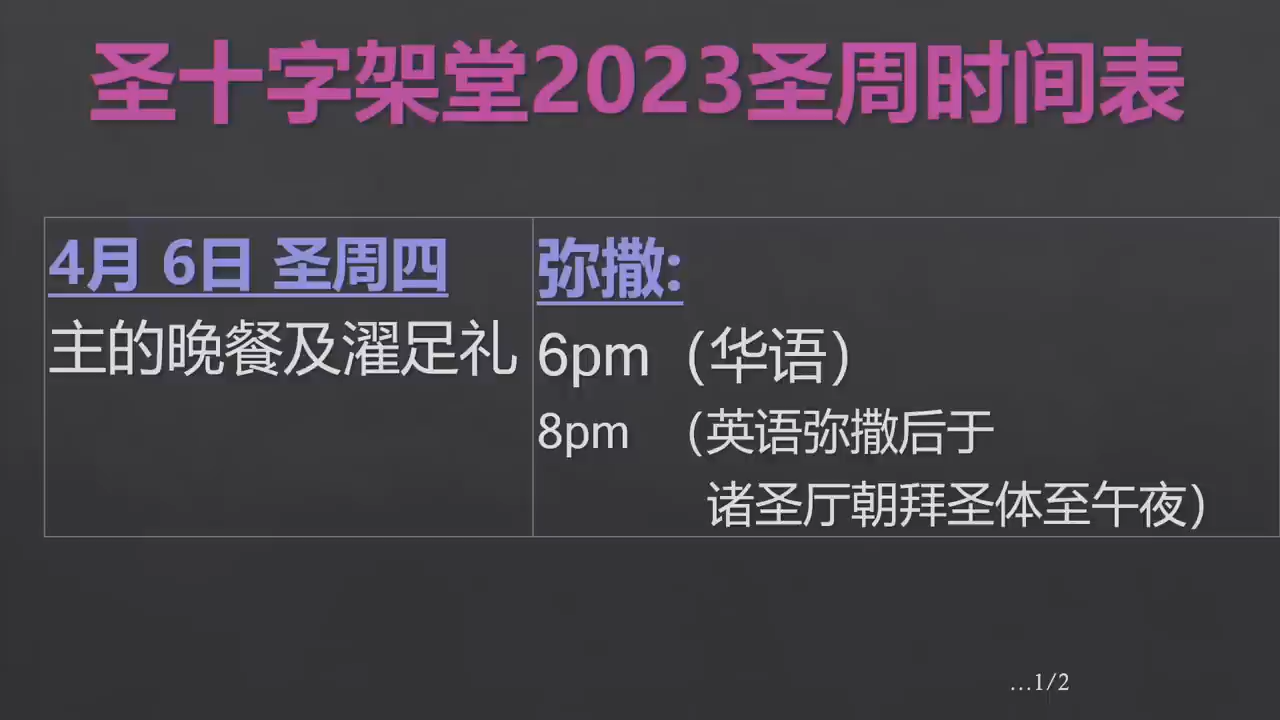 圣十字架堂2023圣周时间表
4月 6日 圣周四
主的晚餐及濯足礼
弥撒:
6pm（华语）
8pm （英语弥撒后于
诸圣厅朝拜圣体至午夜）
…1/2